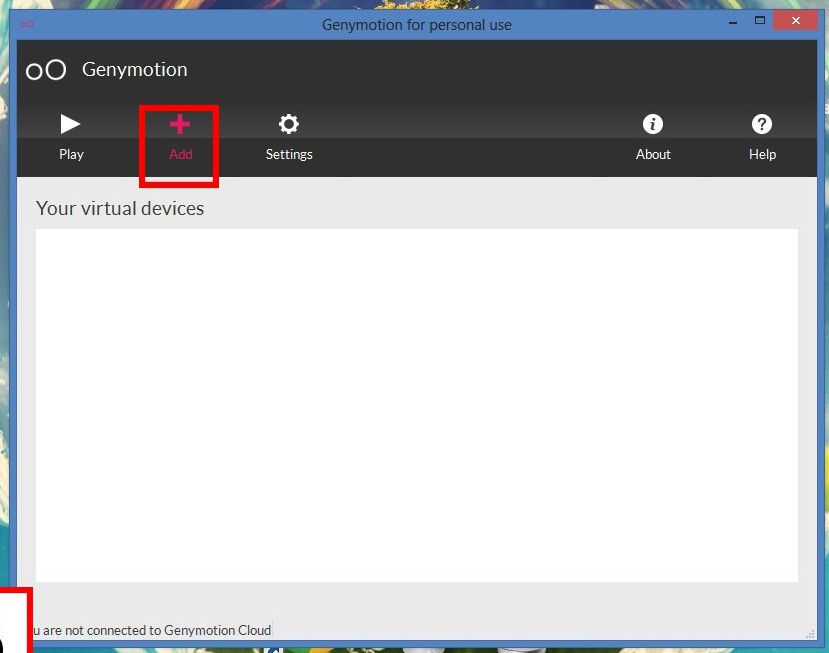 Genymotion for personal use
Genymotion
Play
Add
Settings
About
Help
Your virtual devices
u are not connected to Genymotion Cloud